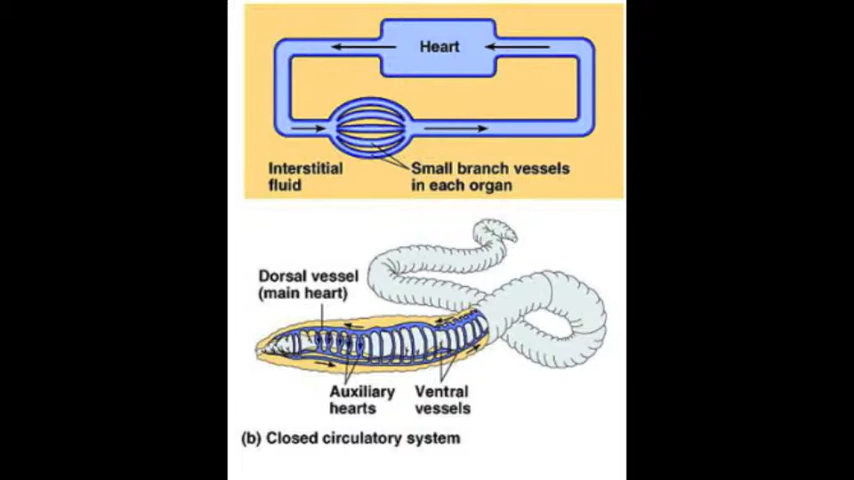 Heart
Interstitial
fluid
Small branch vessels
in each organ
Dorsal vessel
(main heart)
Auxiliary
hearts
Ventral
vessels
(b) Closed circulatory system